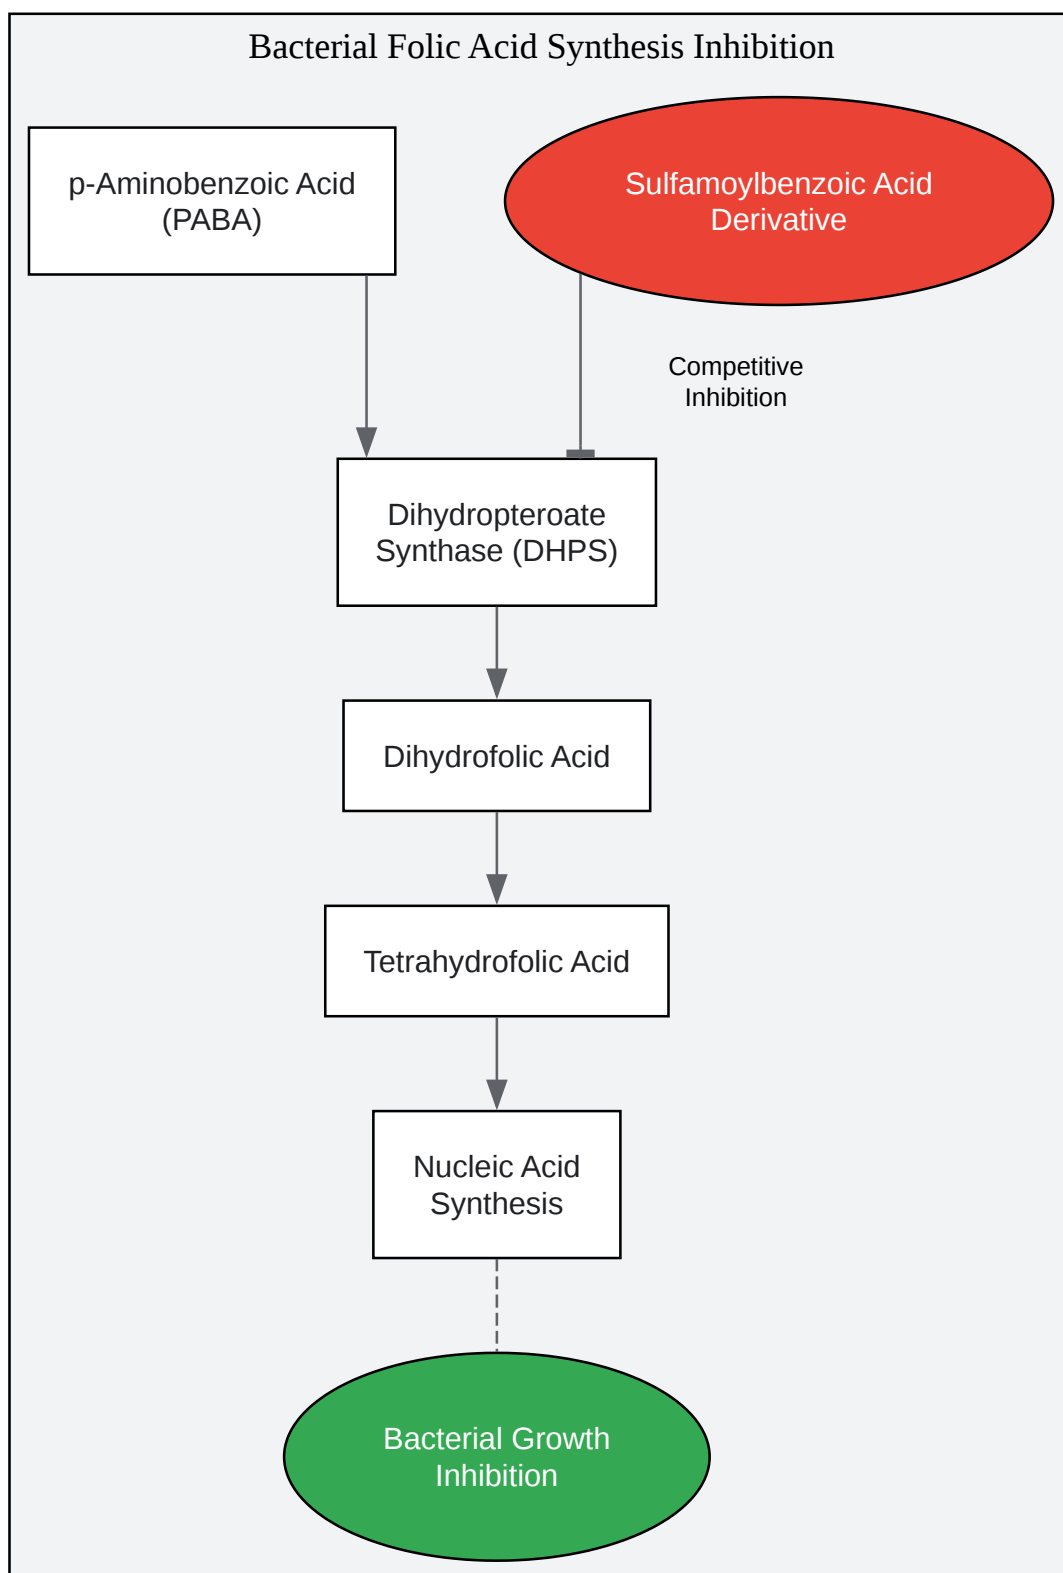 Bacterial Folic Acid Synthesis Inhibition
p-Aminobenzoic Acid
(PABA)
Sulfamoylbenzoic Acid
Derivative
Competitive
Inhibition
Dihydropteroate
Synthase (DHPS)
Dihydrofolic Acid
Tetrahydrofolic Acid
Nucleic Acid
Synthesis
Bacterial Growth
Inhibition